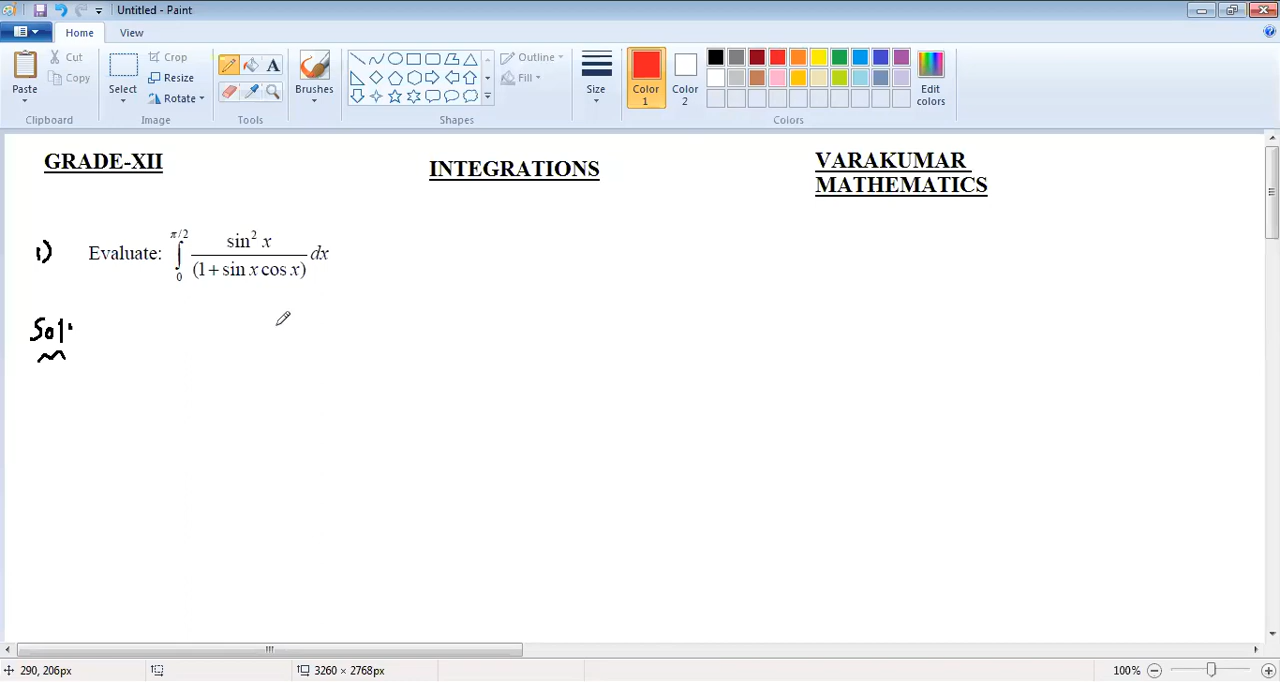 Untitled - Paint
Home
View
Paste
Cut
Copy
Clipboard
Select
Crop
Resize
Rotate
Image
A
Tools
Brushes
Outline
Fill
Shapes
Size
Color 1
Color 2
Edit colors
Colors
GRADE-XII
INTEGRATIONS
VARAKUMAR
MATHEMATICS
1) Evaluate: ∫₀^{π/2} sin² x / (1 + sin x cos x) dx
Sol:
290, 206px
3260 × 2768px
100%